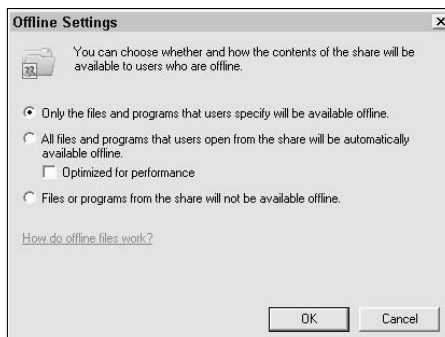 Offline Settings
You can choose whether and how the contents of the share will be
available to users who are offline.
Only the files and programs that users specify will be available offline.
All files and programs that users open from the share will be automatically
available offline.
Optimized for performance
Files or programs from the share will not be available offline.
How do offline files work?
OK
Cancel